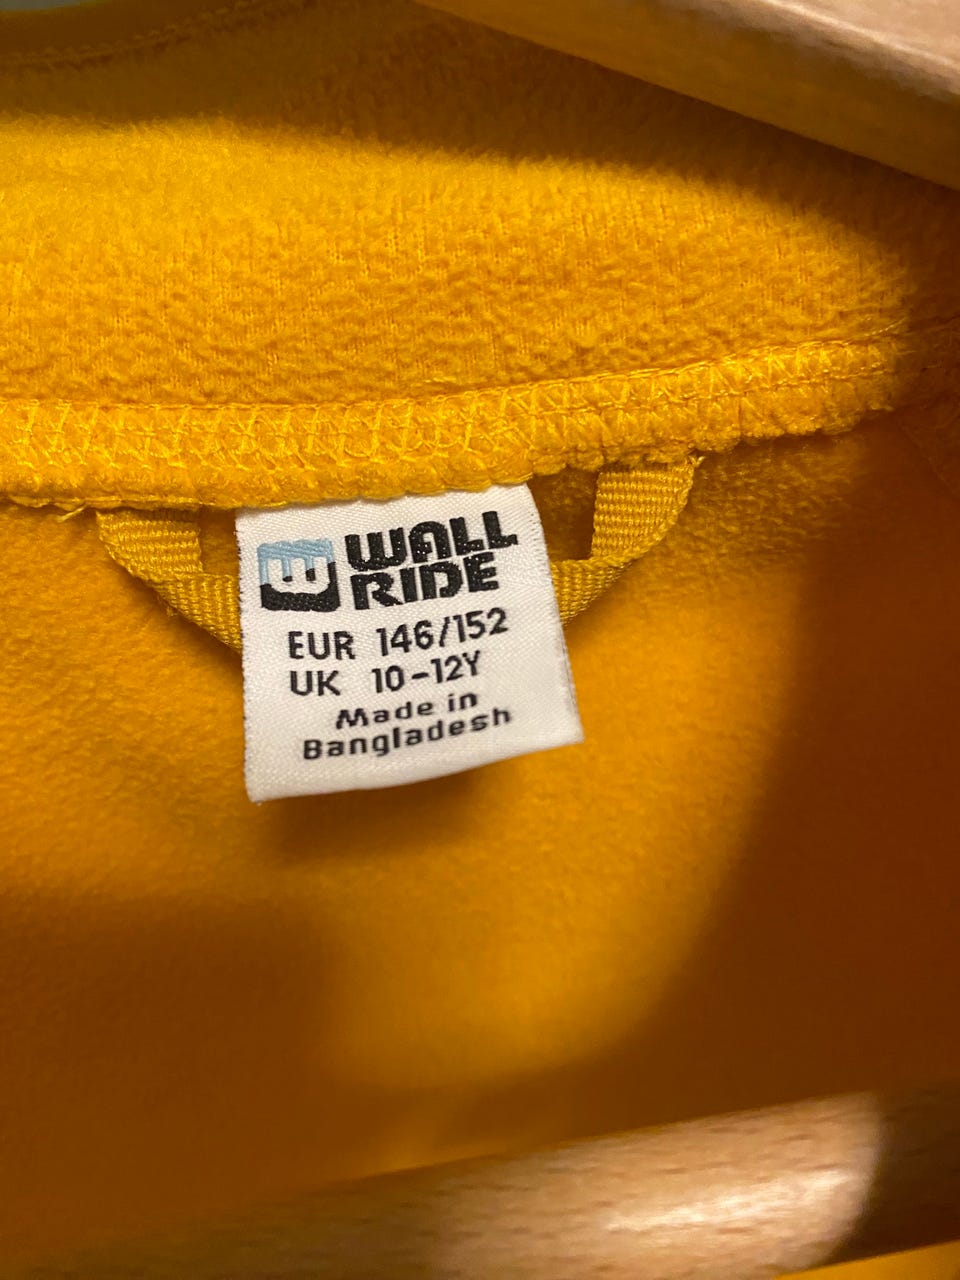 WALL
RIDE
EUR 146/152
UK 10-12Y
Made in
Bangladesh